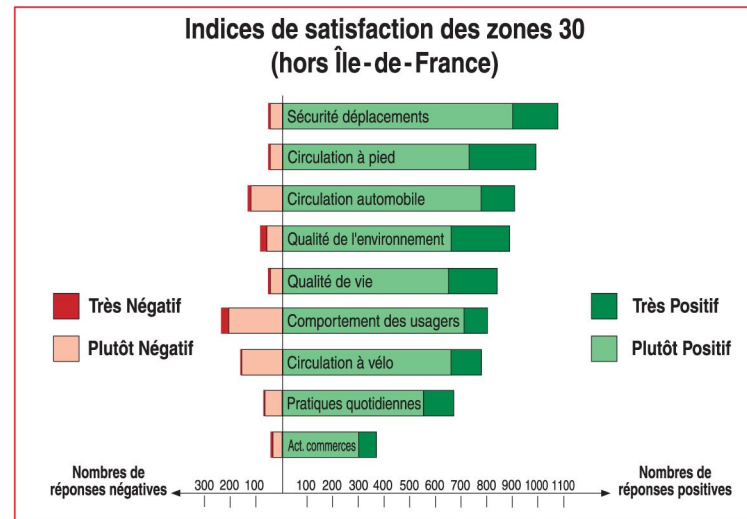 Indices de satisfaction des zones 30
(hors Île-de-France)
Sécurité déplacements
Circulation à pied
Circulation automobile
Qualité de l'environnement
Qualité de vie
Comportement des usagers
Circulation à vélo
Pratiques quotidiennes
Act. commerces
Très Négatif
Plutôt Négatif
Très Positif
Plutôt Positif
Nombres de
réponses négatives
300 200 100
100 200 300 400 500 600 700 800 900 1000 1100
Nombres de
réponses positives